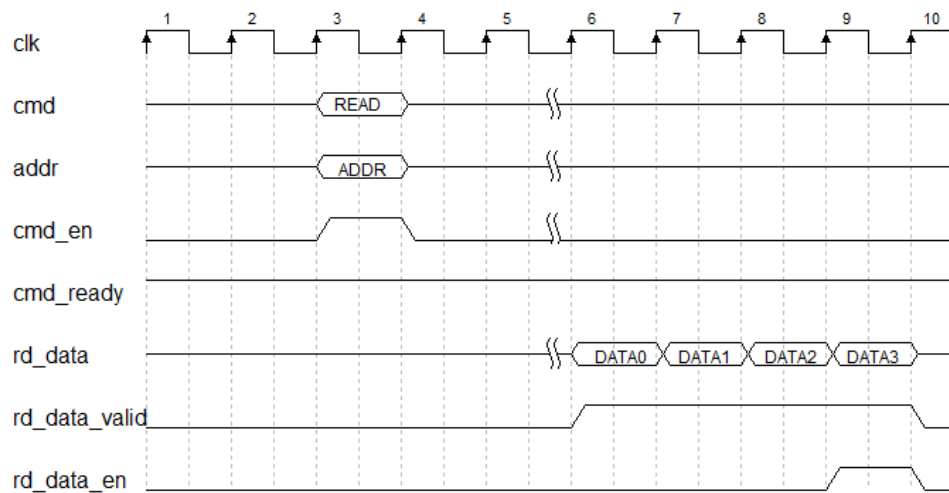 1 2 3 4 5 6 7 8 9 10
clk
cmd READ
addr ADDR
cmd_en
cmd_ready
rd_data DATA0 DATA1 DATA2 DATA3
rd_data_valid
rd_data_en